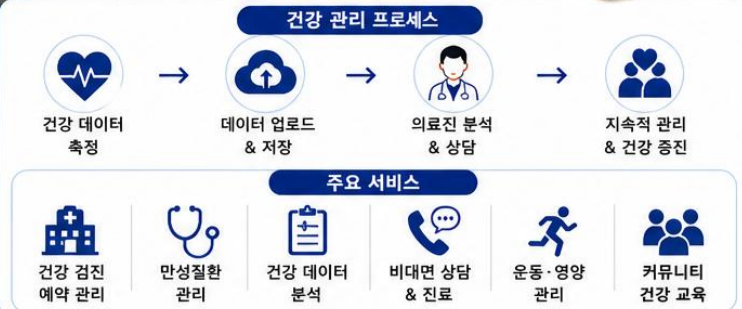 건강 관리 프로세스
건강 데이터
축정
데이터 업로드
& 저장
의료진 분석
& 상담
지속적 관리
& 건강 증진
주요 서비스
건강 검진
예약 관리
만성질환
관리
건강 데이터
분석
비대면 상담
& 진료
운동·영양
관리
커뮤니티
건강 교육